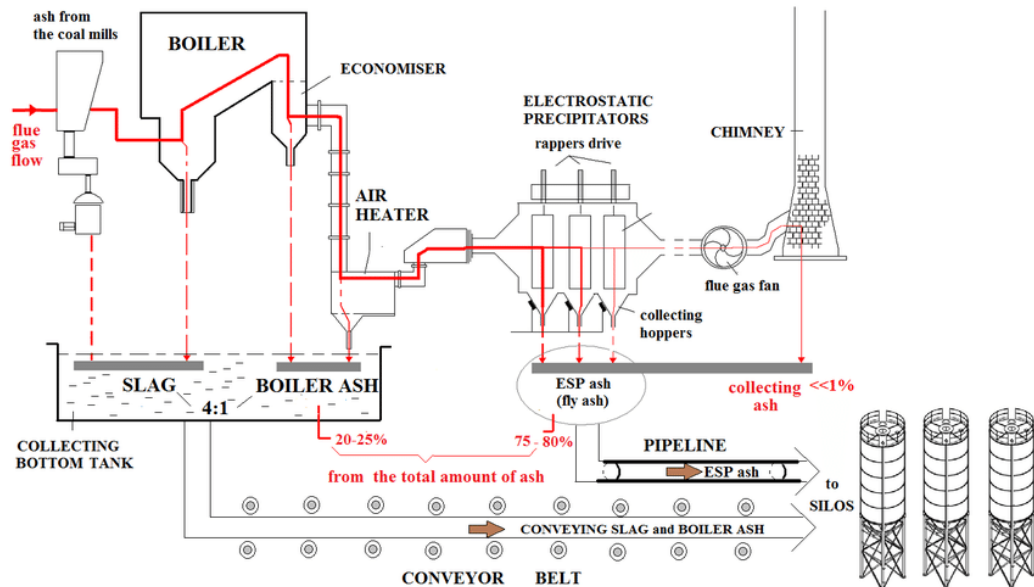 ash from
the coal mills
BOILER
ECONOMISER
flue
gas
flow
AIR
HEATER
ELECTROSTATIC
PRECIPITATORS
rappers drive
CHIMNEY
flue gas fan
collecting
hoppers
SLAG
BOILER ASH
4:1
ESP ash
(fly ash)
collecting <<1%
ash
COLLECTING
BOTTOM TANK
20-25%
75 - 80%
from the total amount of ash
PIPELINE
ESP ash
to
SILOS
CONVEYING SLAG and BOILER ASH
CONVEYOR BELT